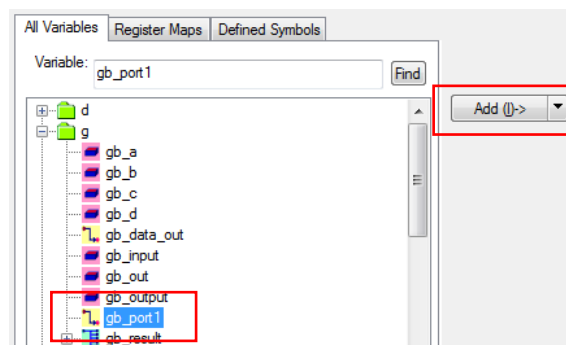 All Variables Register Maps Defined Symbols
Variable: gb_port1 Find
Add (I)->
d
g
gb_a
gb_b
gb_c
gb_d
gb_data_out
gb_input
gb_out
gb_output
gb_port1
gb_result